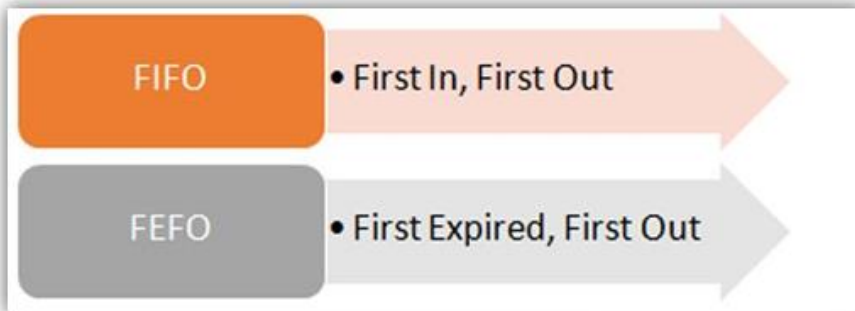 FIFO
• First In, First Out
FEFO
• First Expired, First Out